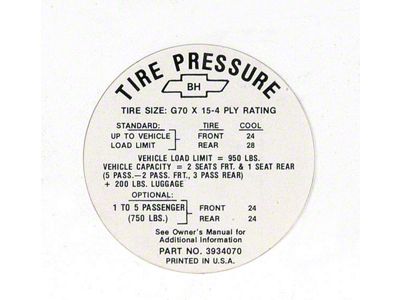 TIRE PRESSURE
BH
TIRE SIZE: G70 X 15-4 PLY RATING
STANDARD: TIRE COOL
UP TO VEHICLE FRONT 24
LOAD LIMIT REAR 28
VEHICLE LOAD LIMIT = 950 LBS.
VEHICLE CAPACITY = 2 SEATS FRT. & 1 SEAT REAR
(5 PASS.—2 PASS. FRT., 3 PASS REAR)
+ 200 LBS. LUGGAGE
OPTIONAL:
1 TO 5 PASSENGER FRONT 24
(750 LBS.) REAR 24
See Owner's Manual for
Additional Information
PART NO. 3934070
PRINTED IN U.S.A.